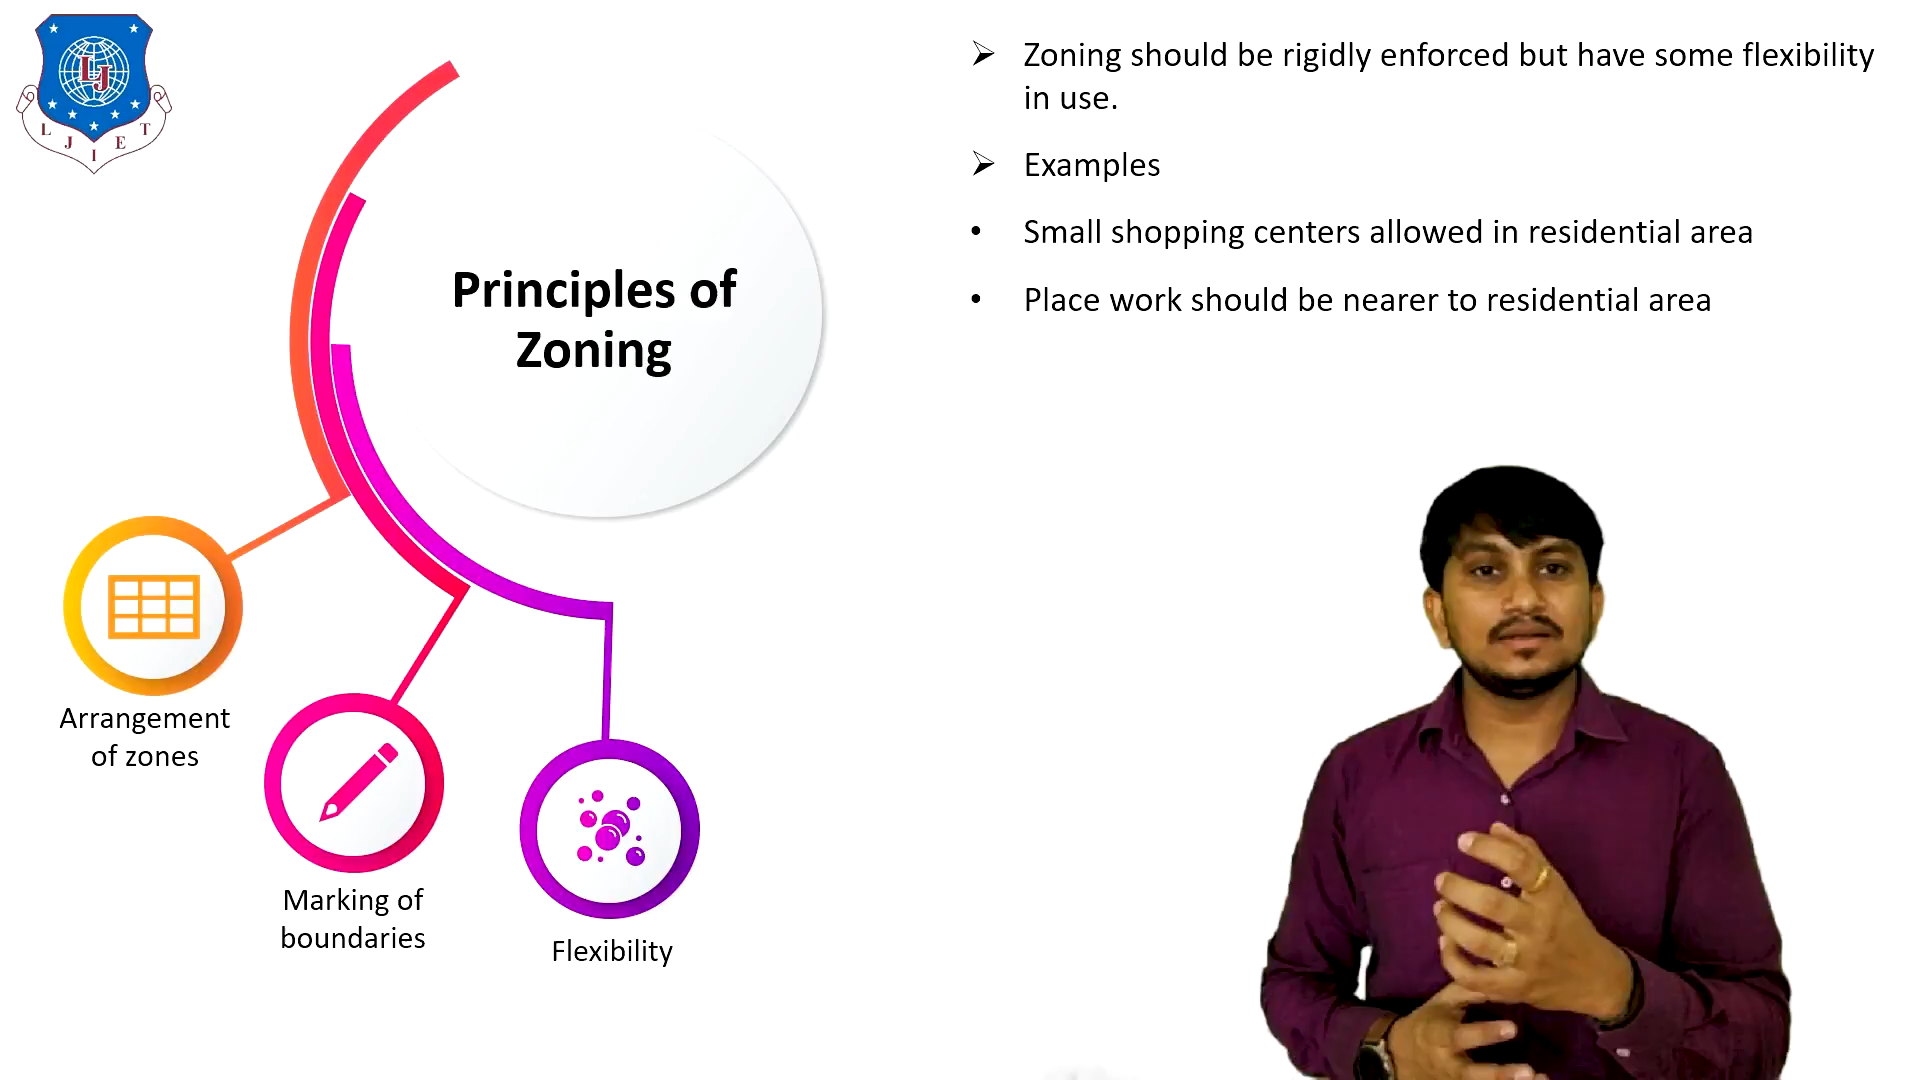 LJ
L J I E T
Principles of
Zoning
Arrangement
of zones
Marking of
boundaries
Flexibility
➢ Zoning should be rigidly enforced but have some flexibility
in use.
➢ Examples
• Small shopping centers allowed in residential area
• Place work should be nearer to residential area